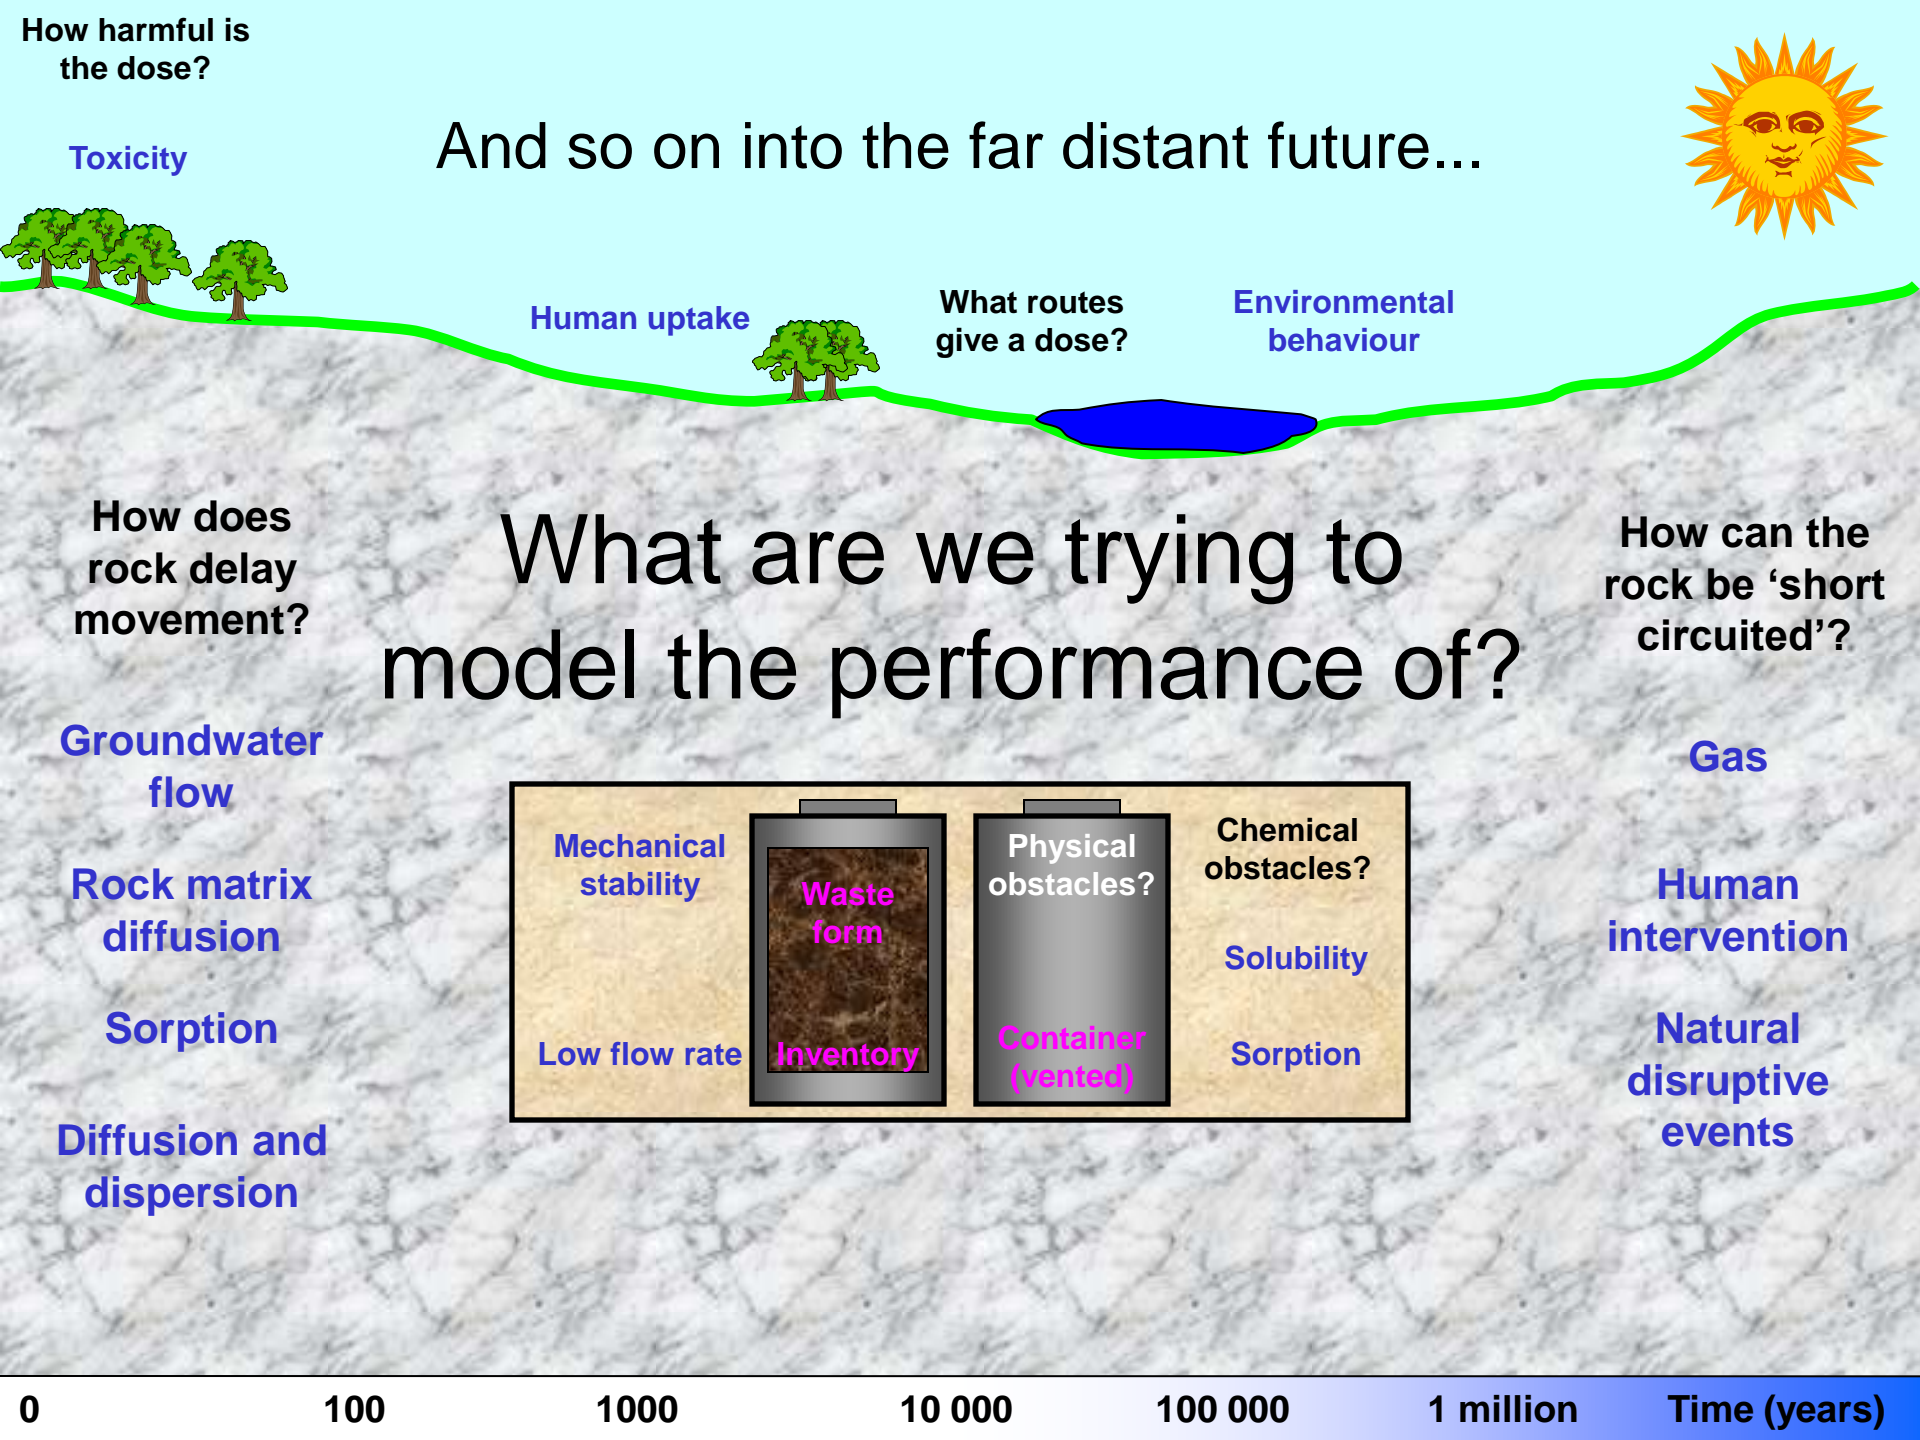 How harmful is
the dose?
Toxicity
And so on into the far distant future...
Human uptake
What routes
give a dose?
Environmental
behaviour
How does
rock delay
movement?
What are we trying to
model the performance of?
How can the
rock be ‘short
circuited’?
Groundwater
flow
Rock matrix
diffusion
Sorption
Diffusion and
dispersion
Mechanical
stability
Low flow rate
Waste
form
Inventory
Physical
obstacles?
Container
(vented)
Chemical
obstacles?
Solubility
Sorption
Gas
Human
intervention
Natural
disruptive
events
0 100 1000 10 000 100 000 1 million Time (years)